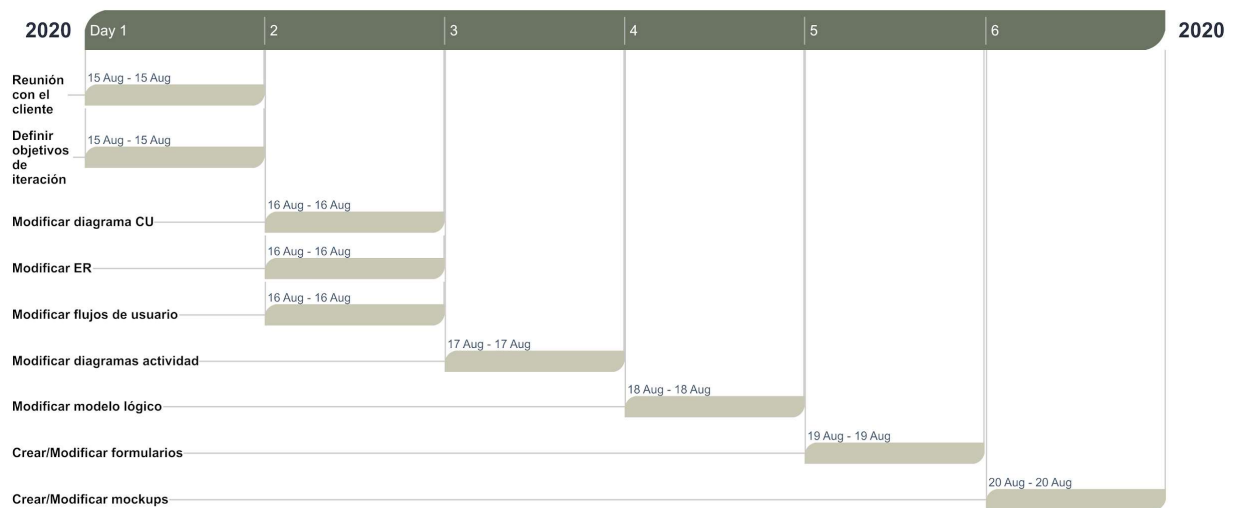 2020 Day 1 2 3 4 5 6 2020
Reunión
con el
cliente
15 Aug - 15 Aug
Definir
objetivos
de
iteración
15 Aug - 15 Aug
Modificar diagrama CU
16 Aug - 16 Aug
Modificar ER
16 Aug - 16 Aug
Modificar flujos de usuario
16 Aug - 16 Aug
Modificar diagramas actividad
17 Aug - 17 Aug
Modificar modelo lógico
18 Aug - 18 Aug
Crear/Modificar formularios
19 Aug - 19 Aug
Crear/Modificar mockups
20 Aug - 20 Aug